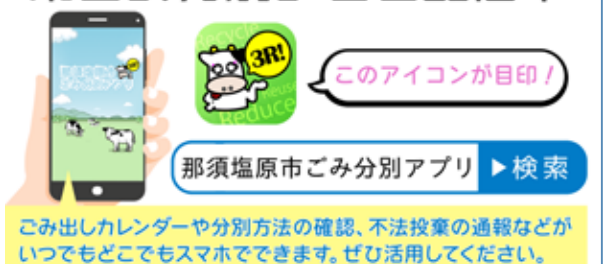 Recycle
3R!
Reuse
Reduce
このアイコンが目印!
那須塩原市ごみ分別アプリ ▶検索
ごみ出しカレンダーや分別方法の確認、不法投棄の通報などが
いつでもどこでもスマホでできます。ぜひ活用してください。